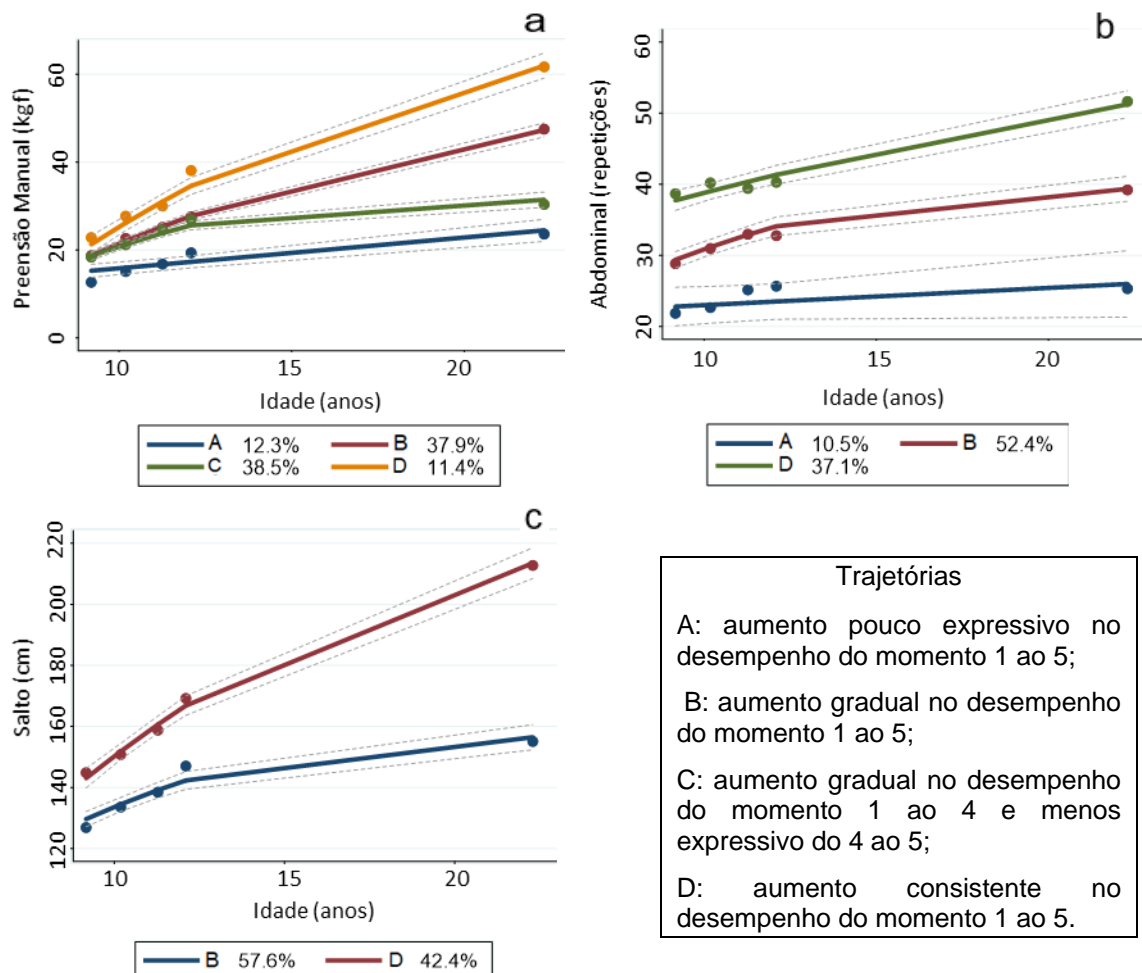 a
Preensão Manual (kgf)
60
40
20
0
10 15 20
Idade (anos)
A 12.3% B 37.9%
C 38.5% D 11.4%
b
Abdominal (repetições)
60
50
40
30
20
10 15 20
Idade (anos)
A 10.5% B 52.4%
D 37.1%
c
Salto (cm)
220
200
180
160
140
120
10 15 20
Idade (anos)
B 57.6% D 42.4%
Trajetórias
A: aumento pouco expressivo no
desempenho do momento 1 ao 5;
B: aumento gradual no desempenho
do momento 1 ao 5;
C: aumento gradual no desempenho
do momento 1 ao 4 e menos
expressivo do 4 ao 5;
D: aumento consistente no
desempenho do momento 1 ao 5.